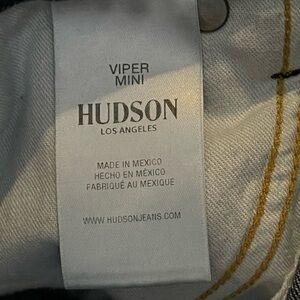 VIPER
MINI
HUDSON
LOS ANGELES
MADE IN MEXICO
HECHO EN MÉXICO
FABRIQUÉ AU MEXIQUE
WWW.HUDSONJEANS.COM